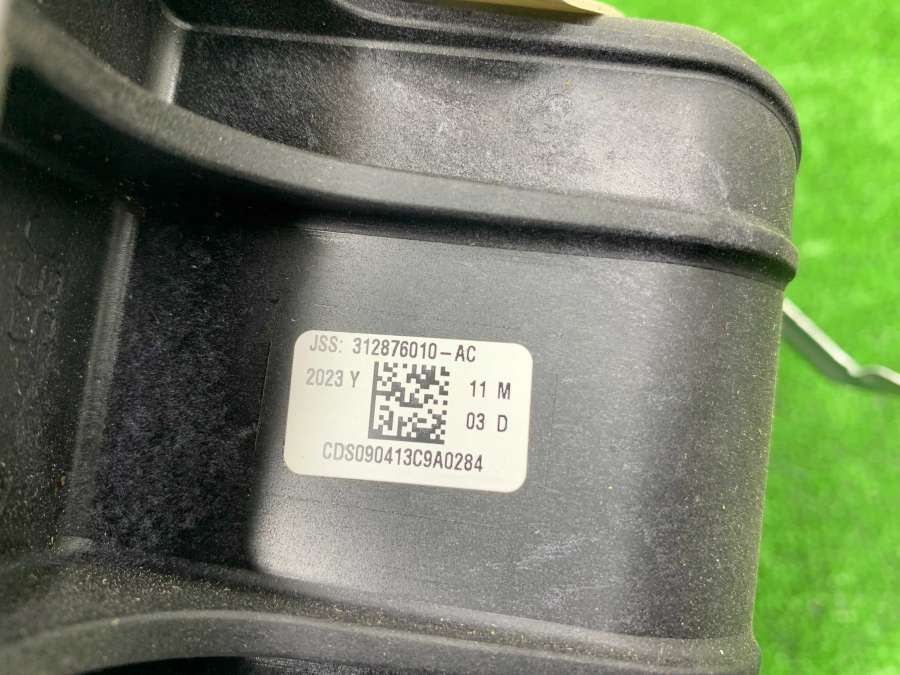 JSS: 312876010-AC
2023 Y 11 M
03 D
CDS090413C9A0284